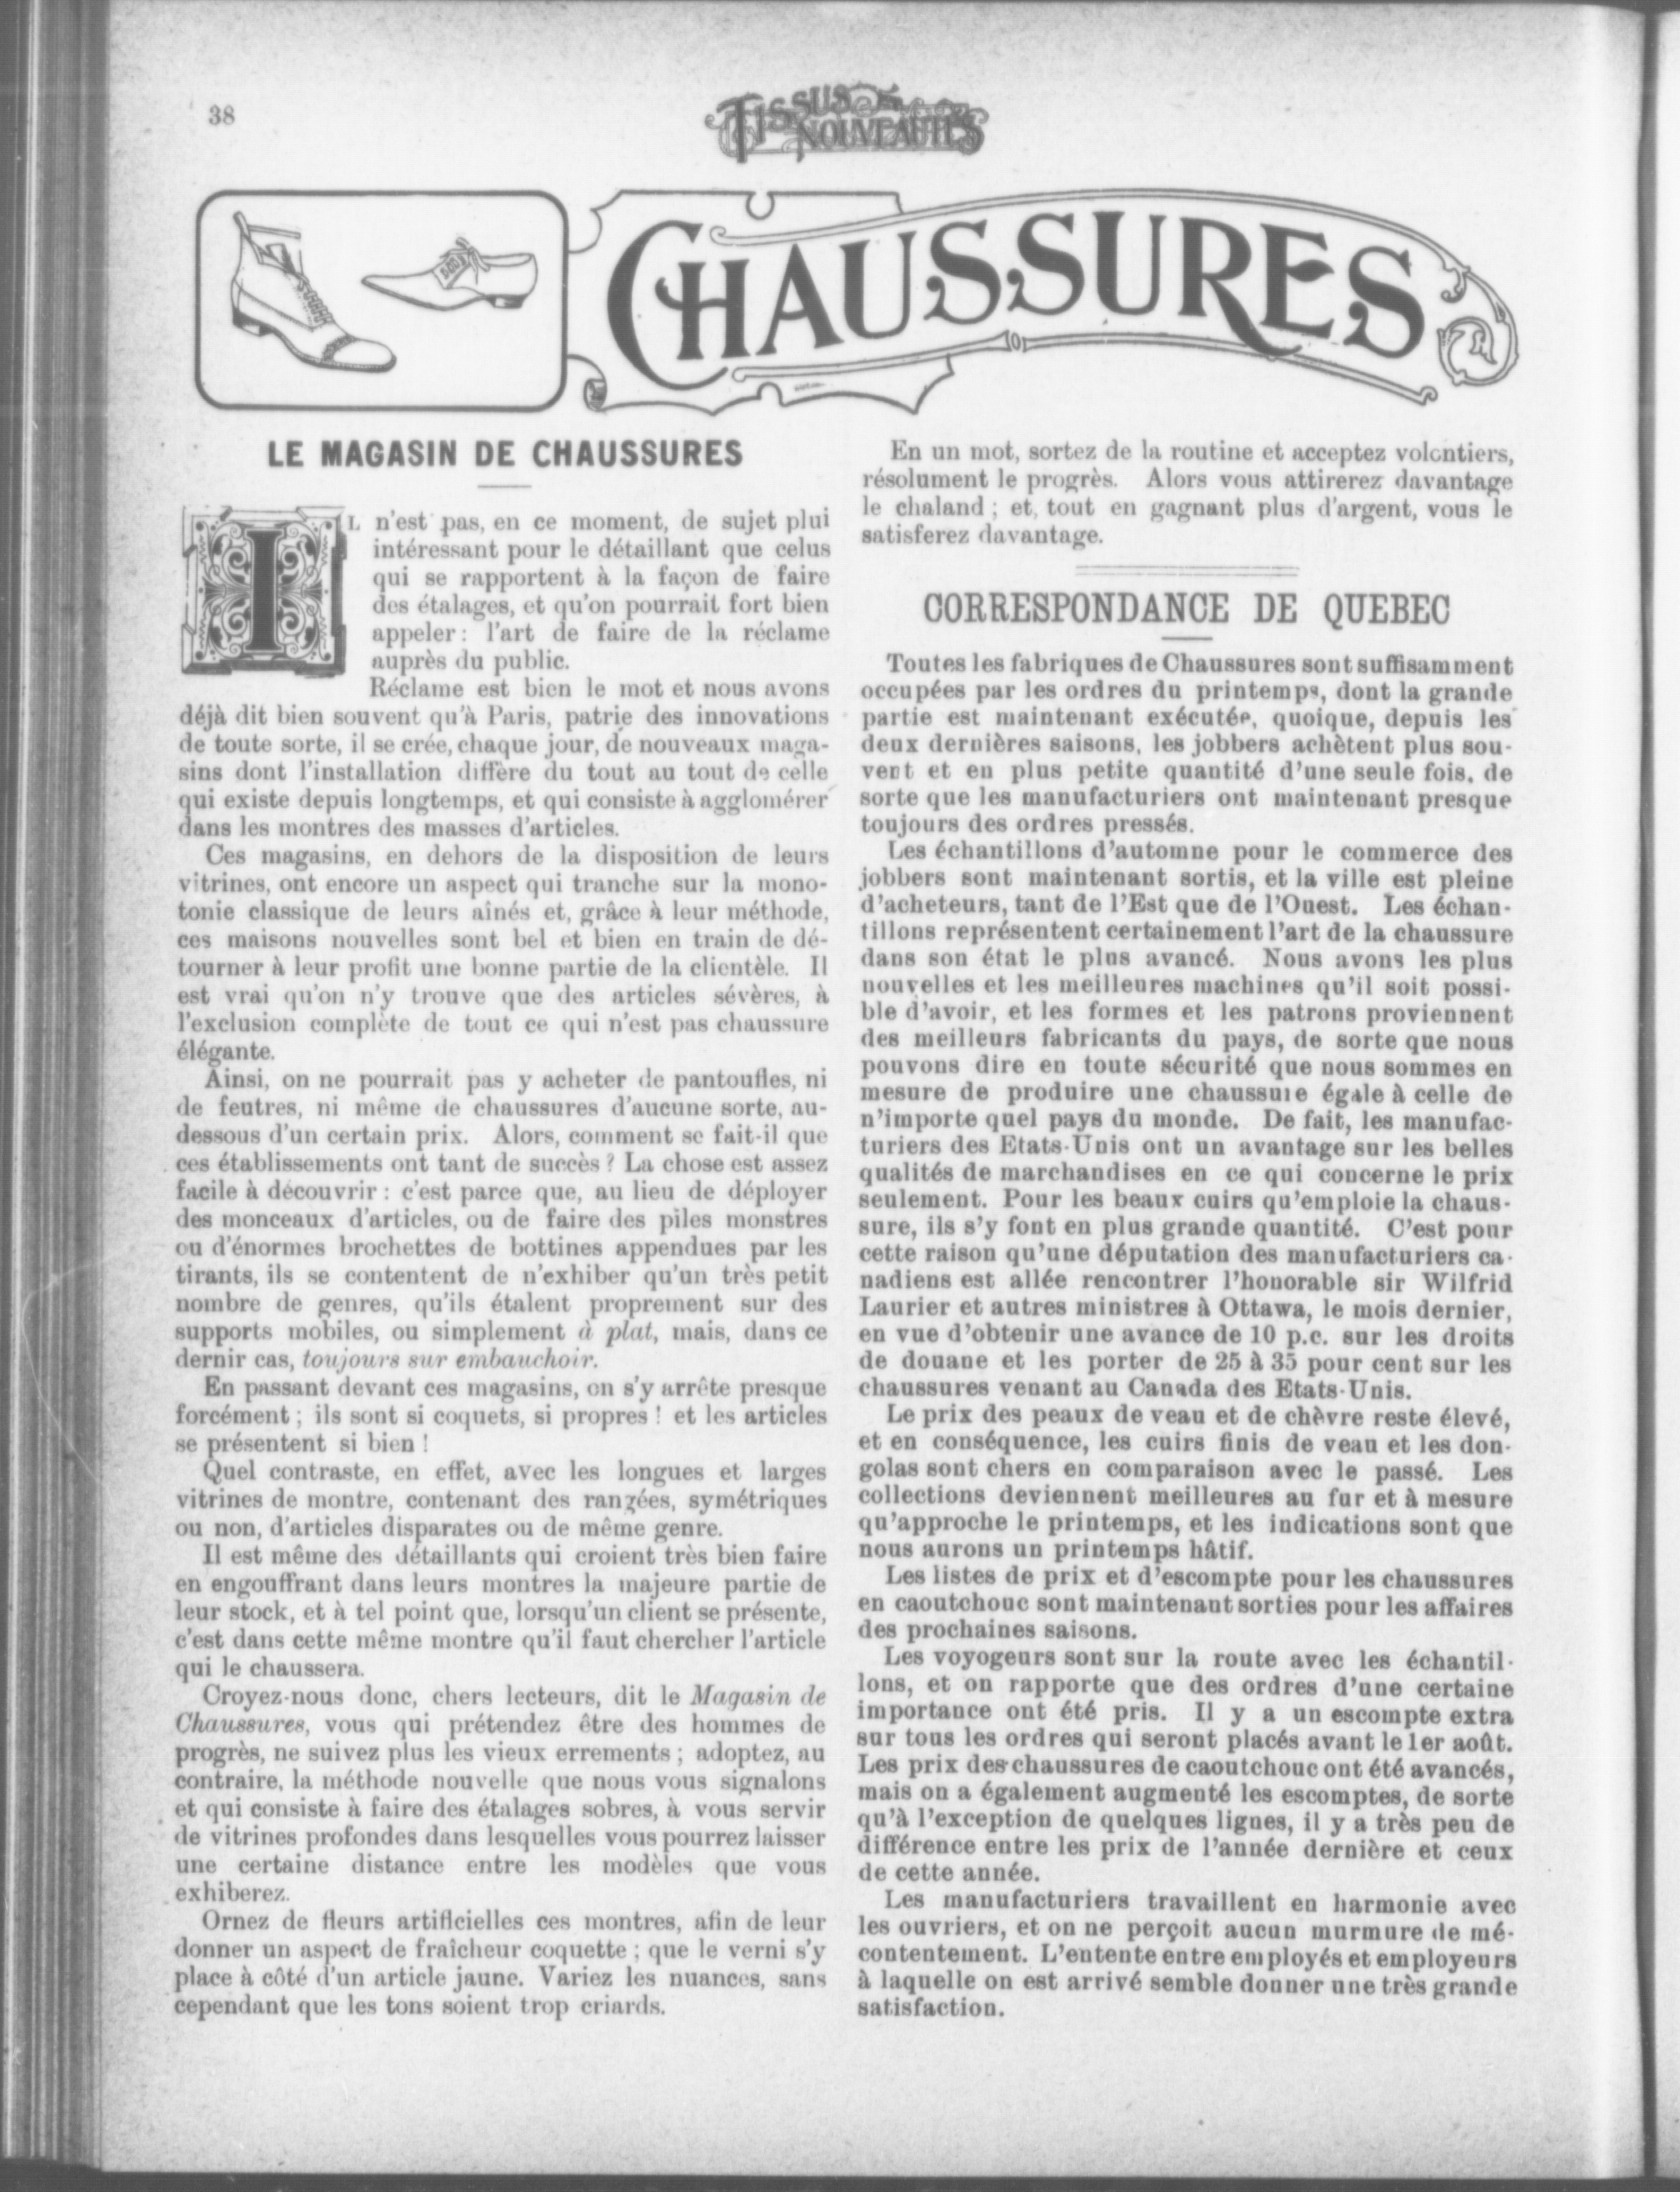 38
TISSUS & NOUVEAUTÉS
CHAUSSURES
LE MAGASIN DE CHAUSSURES
IL n'est pas, en ce moment, de sujet plui
intéressant pour le détaillant que celus
qui se rapportent à la façon de faire
des étalages, et qu'on pourrait fort bien
appeler : l'art de faire de la réclame
auprès du public.
Réclame est bien le mot et nous avons
déjà dit bien souvent qu'à Paris, patrie des innovations
de toute sorte, il se crée, chaque jour, de nouveaux maga-
sins dont l'installation diffère du tout au tout de celle
qui existe depuis longtemps, et qui consiste à agglomérer
dans les montres des masses d'articles.
Ces magasins, en dehors de la disposition de leurs
vitrines, ont encore un aspect qui tranche sur la mono-
tonie classique de leurs aînés et, grâce à leur méthode,
ces maisons nouvelles sont bel et bien en train de dé-
tourner à leur profit une bonne partie de la clientèle. Il
est vrai qu'on n'y trouve que des articles sévères, à
l'exclusion complète de tout ce qui n'est pas chaussure
élégante.
Ainsi, on ne pourrait pas y acheter de pantoufles, ni
de feutres, ni même de chaussures d'aucune sorte, au-
dessous d'un certain prix. Alors, comment se fait-il que
ces établissements ont tant de succès ? La chose est assez
facile à découvrir : c'est parce que, au lieu de déployer
des monceaux d'articles, ou de faire des piles monstres
ou d'énormes brochettes de bottines appendues par les
tirants, ils se contentent de n'exhiber qu'un très petit
nombre de genres, qu'ils étalent proprement sur des
supports mobiles, ou simplement à plat, mais, dans ce
dernir cas, toujours sur embauchoir.
En passant devant ces magasins, on s'y arrête presque
forcément ; ils sont si coquets, si propres ! et les articles
se présentent si bien !
Quel contraste, en effet, avec les longues et larges
vitrines de montre, contenant des rangées, symétriques
ou non, d'articles disparates ou de même genre.
Il est même des détaillants qui croient très bien faire
en engouffrant dans leurs montres la majeure partie de
leur stock, et à tel point que, lorsqu'un client se présente,
c'est dans cette même montre qu'il faut chercher l'article
qui le chaussera.
Croyez-nous donc, chers lecteurs, dit le Magasin de
Chaussures, vous qui prétendez être des hommes de
progrès, ne suivez plus les vieux errements ; adoptez, au
contraire, la méthode nouvelle que nous vous signalons
et qui consiste à faire des étalages sobres, à vous servir
de vitrines profondes dans lesquelles vous pourrez laisser
une certaine distance entre les modèles que vous
exhiberez.
Ornez de fleurs artificielles ces montres, afin de leur
donner un aspect de fraîcheur coquette ; que le verni s'y
place à côté d'un article jaune. Variez les nuances, sans
cependant que les tons soient trop criards.
En un mot, sortez de la routine et acceptez volontiers,
résolument le progrès. Alors vous attirerez davantage
le chaland ; et, tout en gagnant plus d'argent, vous le
satisferez davantage.
CORRESPONDANCE DE QUEBEC
Toutes les fabriques de Chaussures sont suffisamment
occupées par les ordres du printemps, dont la grande
partie est maintenant exécutée, quoique, depuis les
deux dernières saisons, les jobbers achètent plus sou-
vent et en plus petite quantité d'une seule fois, de
sorte que les manufacturiers ont maintenant presque
toujours des ordres pressés.
Les échantillons d'automne pour le commerce des
jobbers sont maintenant sortis, et la ville est pleine
d'acheteurs, tant de l'Est que de l'Ouest. Les échan-
tillons représentent certainement l'art de la chaussure
dans son état le plus avancé. Nous avons les plus
nouvelles et les meilleures machines qu'il soit possi-
ble d'avoir, et les formes et les patrons proviennent
des meilleurs fabricants du pays, de sorte que nous
pouvons dire en toute sécurité que nous sommes en
mesure de produire une chaussure égale à celle de
n'importe quel pays du monde. De fait, les manufac-
turiers des Etats-Unis ont un avantage sur les belles
qualités de marchandises en ce qui concerne le prix
seulement. Pour les beaux cuirs qu'emploie la chaus-
sure, ils s'y font en plus grande quantité. C'est pour
cette raison qu'une députation des manufacturiers ca-
nadiens est allée rencontrer l'honorable sir Wilfrid
Laurier et autres ministres à Ottawa, le mois dernier,
en vue d'obtenir une avance de 10 p.c. sur les droits
de douane et les porter de 25 à 35 pour cent sur les
chaussures venant au Canada des Etats-Unis.
Le prix des peaux de veau et de chèvre reste élevé,
et en conséquence, les cuirs finis de veau et les don-
golas sont chers en comparaison avec le passé. Les
collections deviennent meilleures au fur et à mesure
qu'approche le printemps, et les indications sont que
nous aurons un printemps hâtif.
Les listes de prix et d'escompte pour les chaussures
en caoutchouc sont maintenant sorties pour les affaires
des prochaines saisons.
Les voyogeurs sont sur la route avec les échantil-
lons, et on rapporte que des ordres d'une certaine
importance ont été pris. Il y a un escompte extra
sur tous les ordres qui seront placés avant le 1er août.
Les prix des chaussures de caoutchouc ont été avancés,
mais on a également augmenté les escomptes, de sorte
qu'à l'exception de quelques lignes, il y a très peu de
différence entre les prix de l'année dernière et ceux
de cette année.
Les manufacturiers travaillent en harmonie avec
les ouvriers, et on ne perçoit aucun murmure de mé-
contentement. L'entente entre employés et employeurs
à laquelle on est arrivé semble donner une très grande
satisfaction.